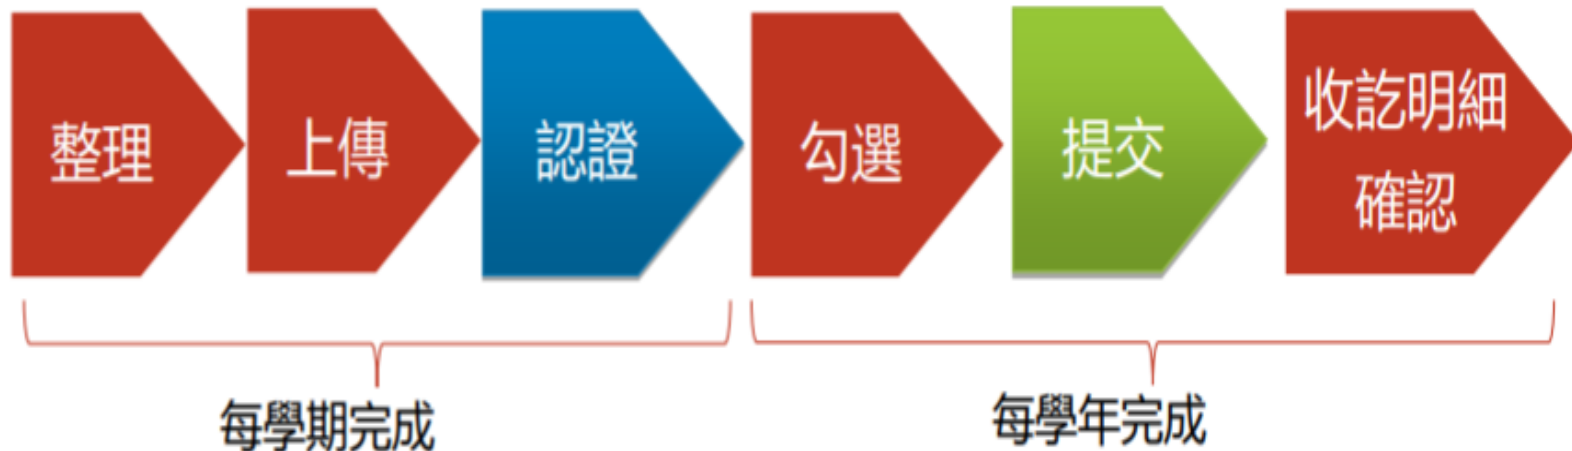 整理
上傳
認證
勾選
提交
收訖明細
確認
每學期完成
每學年完成